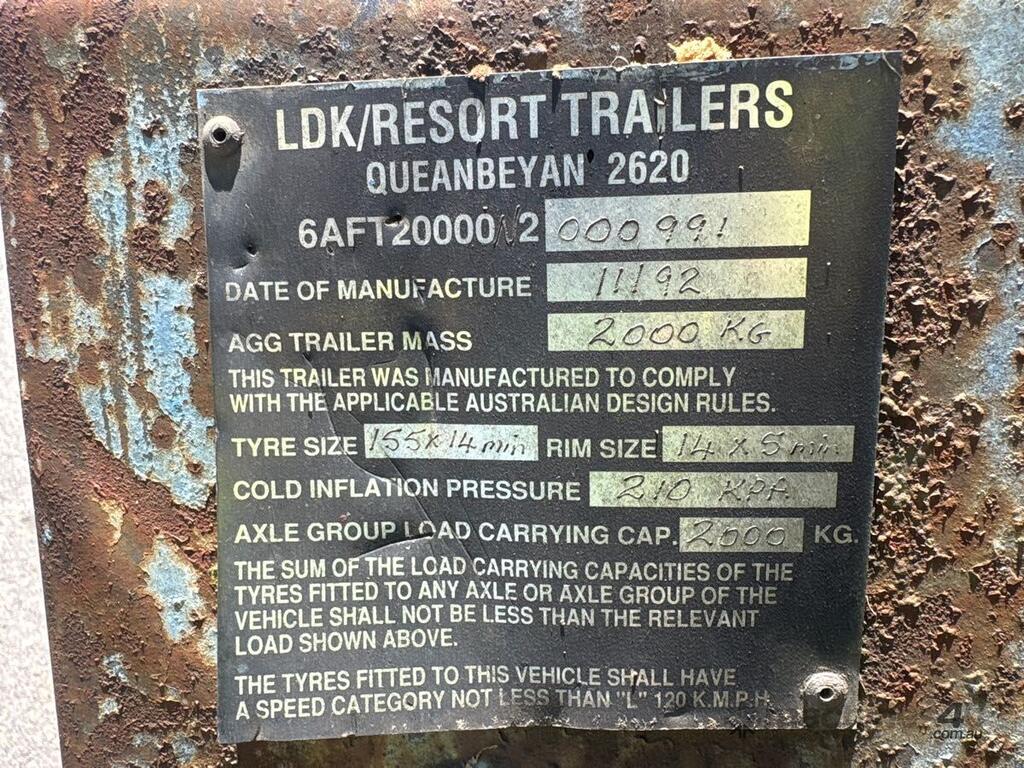 LDK/RESORT TRAILERS
QUEANBEYAN 2620
6AFT20000N2 000991
DATE OF MANUFACTURE 11/92
AGG TRAILER MASS 2000 KG
THIS TRAILER WAS MANUFACTURED TO COMPLY
WITH THE APPLICABLE AUSTRALIAN DESIGN RULES.
TYRE SIZE 155x14 min RIM SIZE 14 x 5 min
COLD INFLATION PRESSURE 210 KPA
AXLE GROUP LOAD CARRYING CAP. 2000 KG.
THE SUM OF THE LOAD CARRYING CAPACITIES OF THE
TYRES FITTED TO ANY AXLE OR AXLE GROUP OF THE
VEHICLE SHALL NOT BE LESS THAN THE RELEVANT
LOAD SHOWN ABOVE.
THE TYRES FITTED TO THIS VEHICLE SHALL HAVE
A SPEED CATEGORY NOT LESS THAN "L" 120 K.M.P.H.
4
.com.au